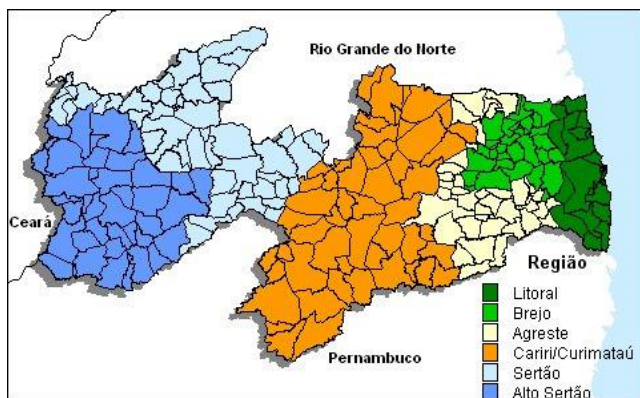 Rio Grande do Norte
Ceará
Pernambuco
Região
Litoral
Brejo
Agreste
Cariri/Curimataú
Sertão
Alto Sertão